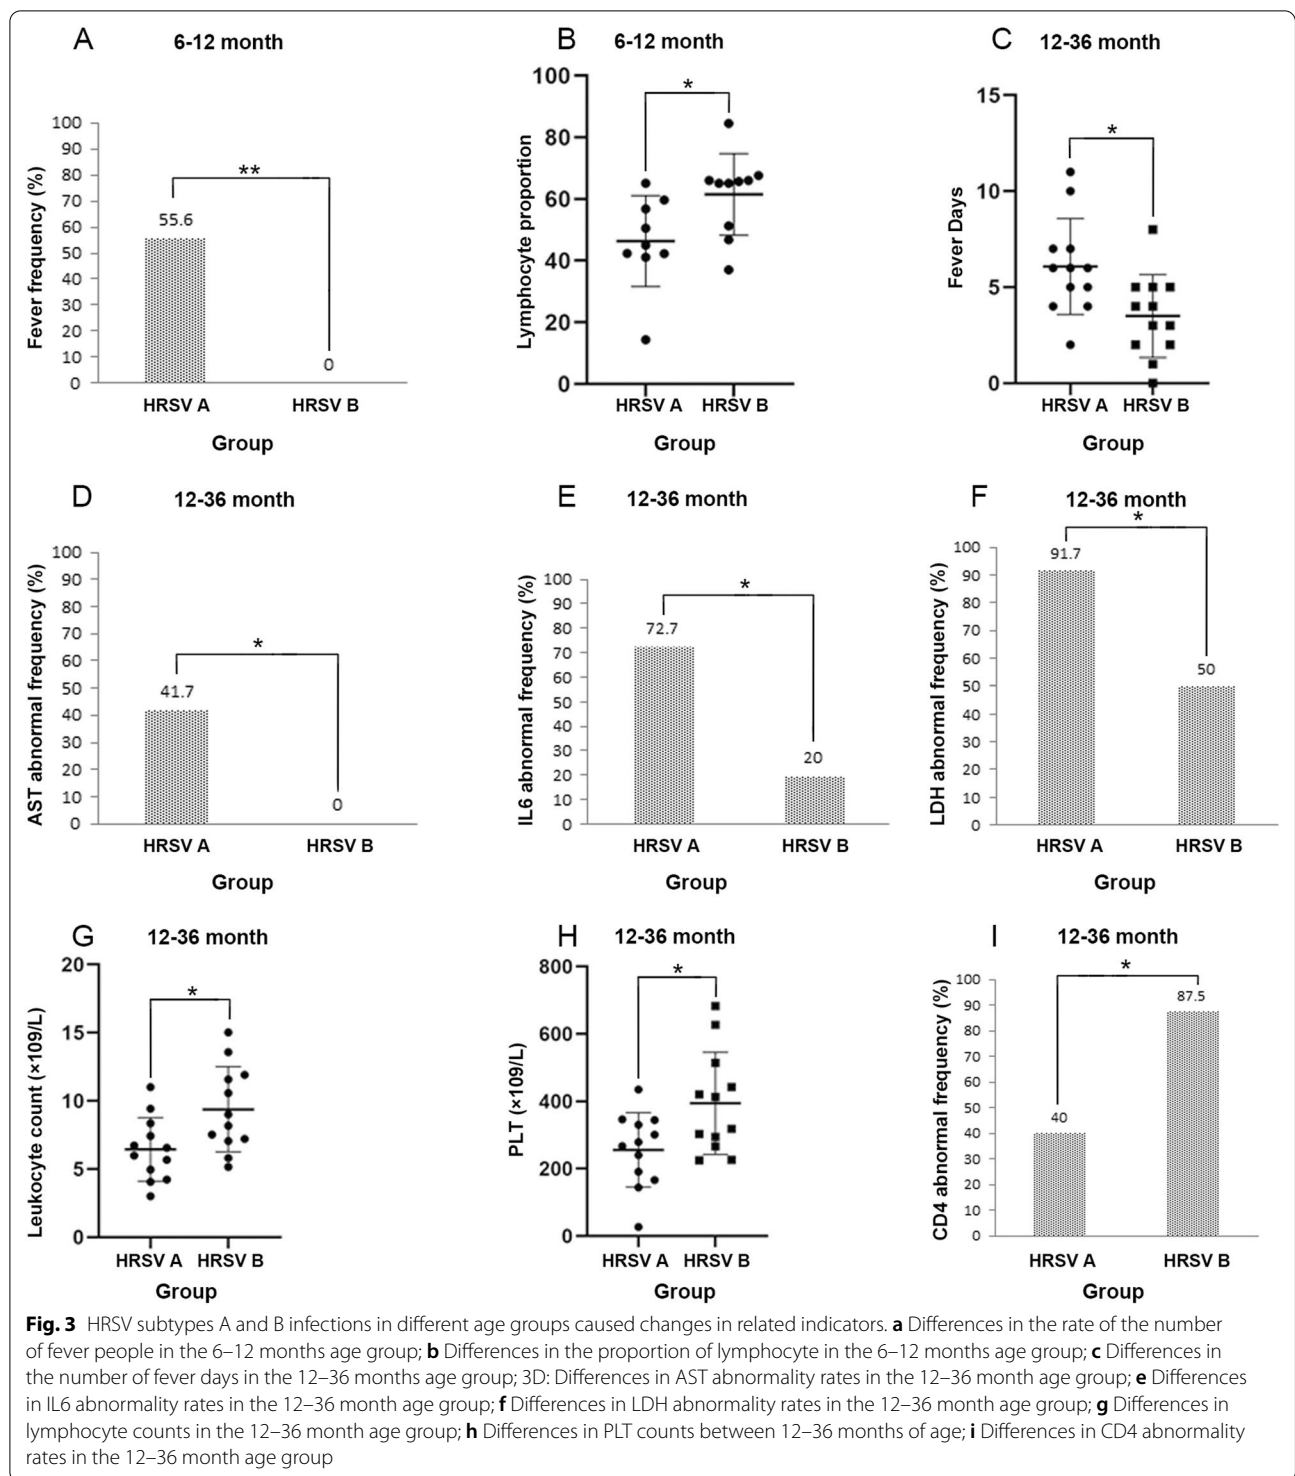 A
6-12 month
Fever frequency (%)
100
90
80
70
60
50
40
30
20
10
0
**
55.6
0
HRSV A
HRSV B
Group
B
6-12 month
Lymphocyte proportion
100
80
60
40
20
0
*
HRSV A
HRSV B
Group
C
12-36 month
Fever Days
15
10
5
0
*
HRSV A
HRSV B
Group
D
12-36 month
AST abnormal frequency (%)
100
90
80
70
60
50
40
30
20
10
0
*
41.7
0
HRSV A
HRSV B
Group
E
12-36 month
IL6 abnormal frequency (%)
100
90
80
70
60
50
40
30
20
10
0
*
72.7
20
HRSV A
HRSV B
Group
F
12-36 month
LDH abnormal frequency (%)
100
90
80
70
60
50
40
30
20
10
0
*
91.7
50
HRSV A
HRSV B
Group
G
12-36 month
Leukocyte count (×109/L)
20
15
10
5
0
*
HRSV A
HRSV B
Group
H
12-36 month
PLT (×109/L)
800
600
400
200
0
*
HRSV A
HRSV B
Group
I
12-36 month
CD4 abnormal frequency (%)
100
90
80
70
60
50
40
30
20
10
0
*
40
87.5
HRSV A
HRSV B
Group
Fig. 3 HRSV subtypes A and B infections in different age groups caused changes in related indicators. a Differences in the rate of the number
of fever people in the 6–12 months age group; b Differences in the proportion of lymphocyte in the 6–12 months age group; c Differences in
the number of fever days in the 12–36 months age group; 3D: Differences in AST abnormality rates in the 12–36 month age group; e Differences
in IL6 abnormality rates in the 12–36 month age group; f Differences in LDH abnormality rates in the 12–36 month age group; g Differences in
lymphocyte counts in the 12–36 month age group; h Differences in PLT counts between 12–36 months of age; i Differences in CD4 abnormality
rates in the 12–36 month age group